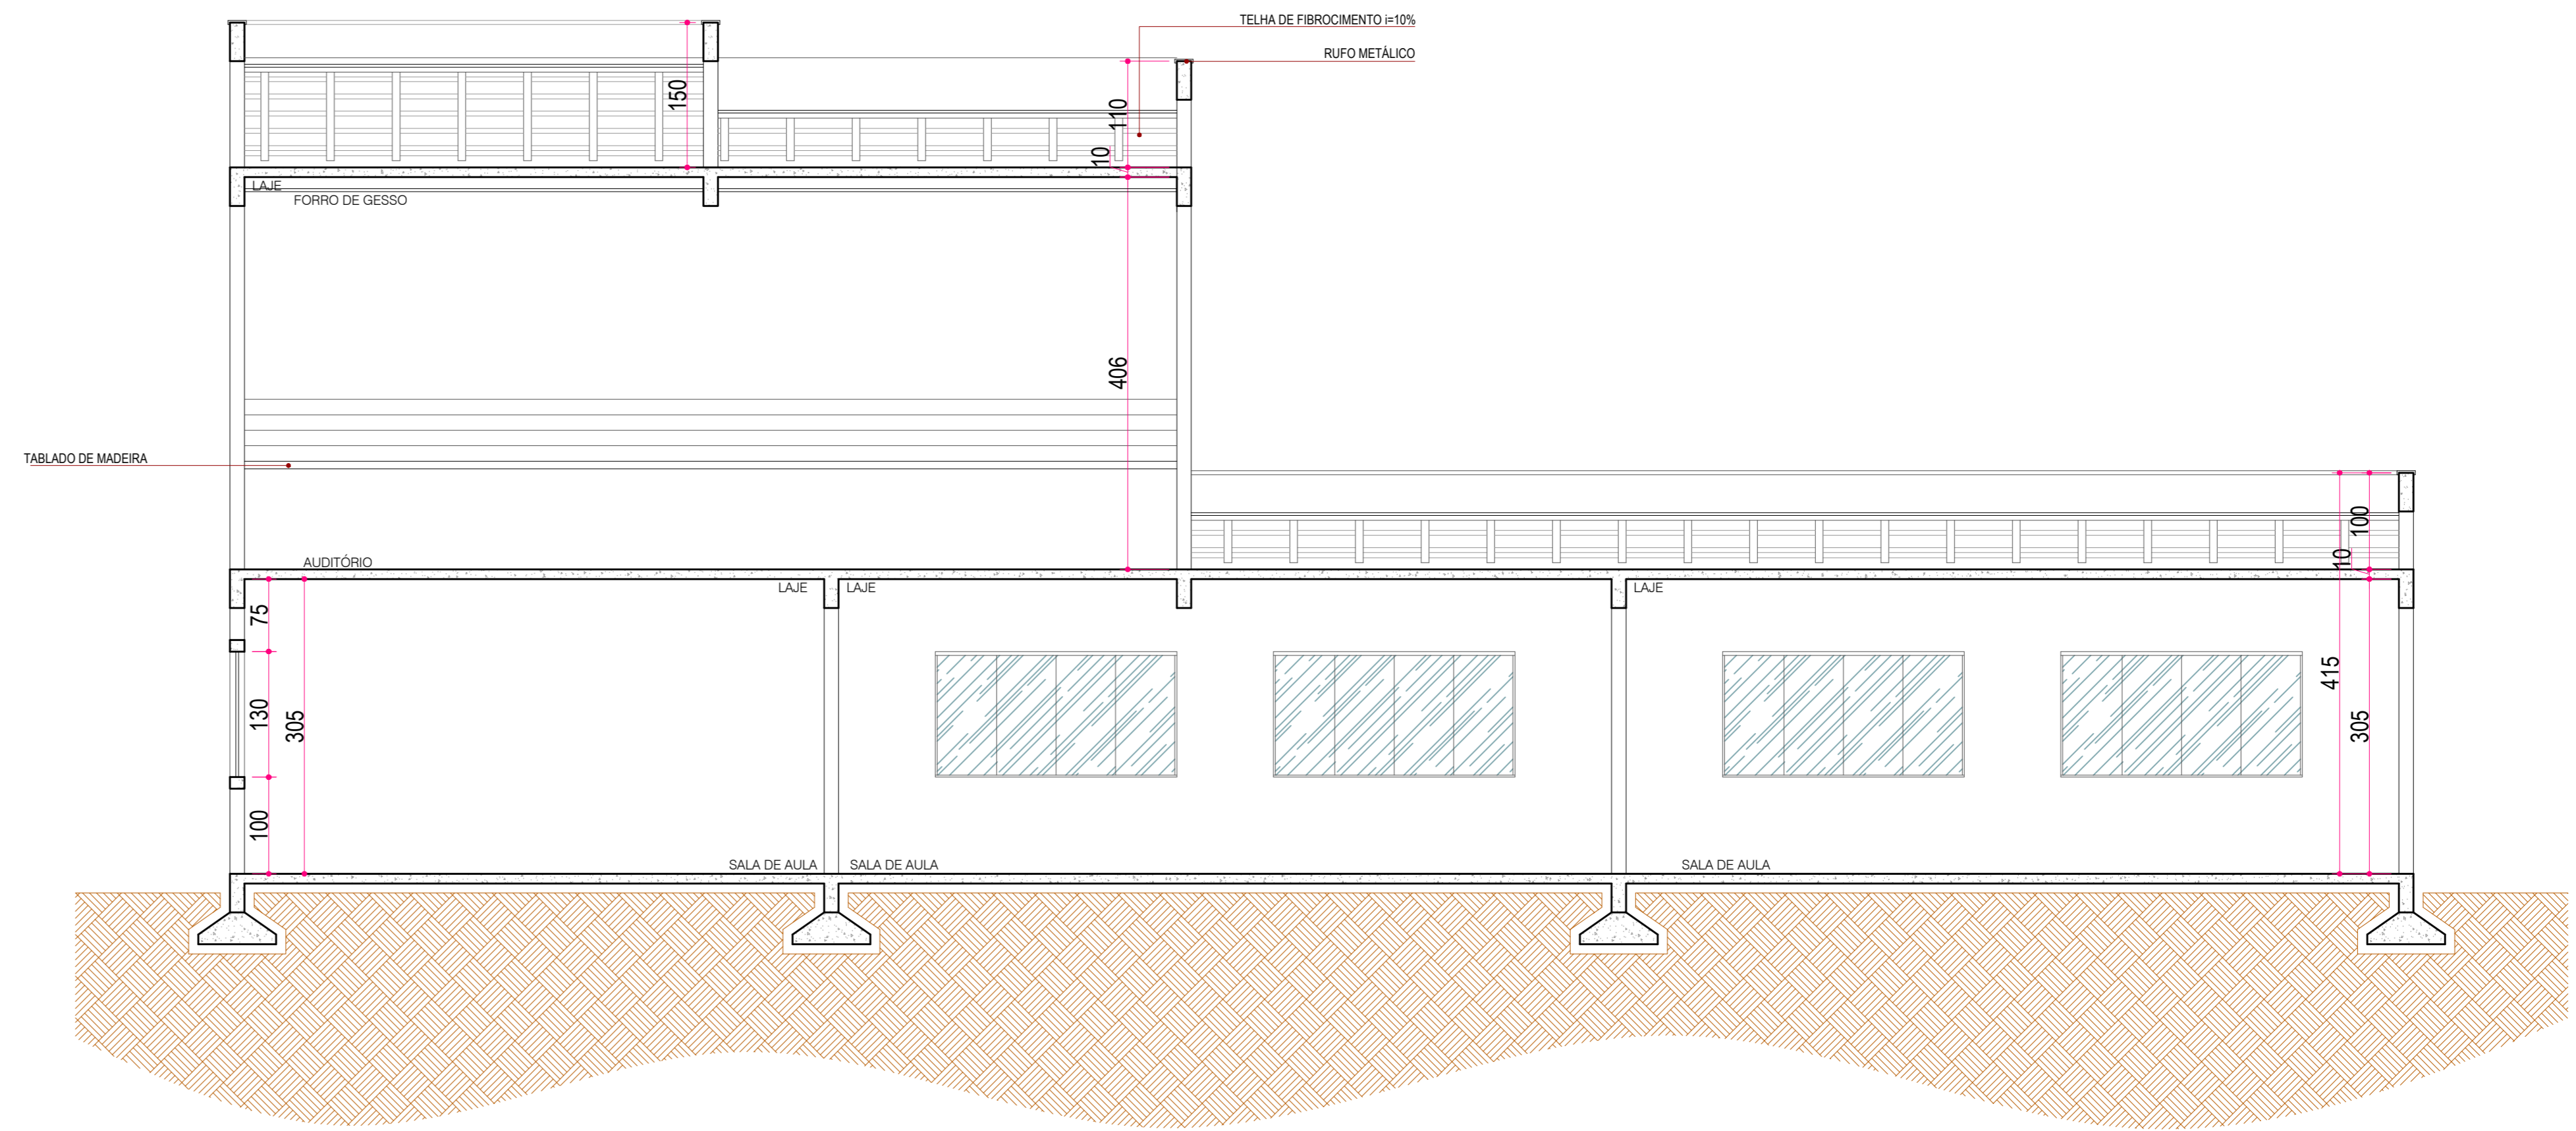 TELHA DE FIBROCIMENTO i=10%
RUFO METÁLICO
150
110
10
LAJE
FORRO DE GESSO
406
TABLADO DE MADEIRA
100
10
AUDITÓRIO
LAJE
LAJE
LAJE
75
130
305
415
305
100
SALA DE AULA
SALA DE AULA
SALA DE AULA